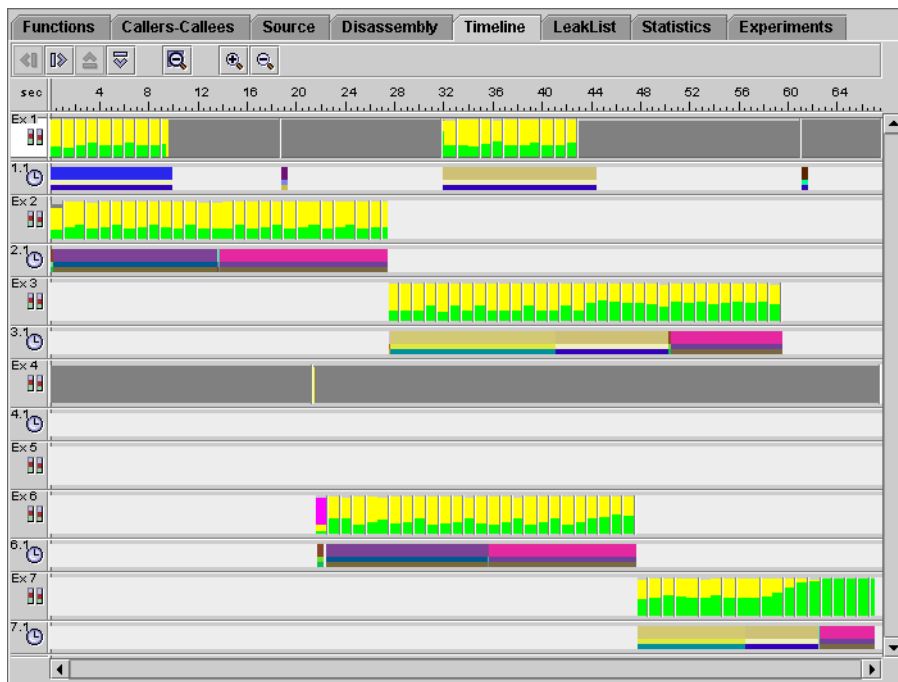 Functions Callers-Callees Source Disassembly Timeline LeakList Statistics Experiments
sec 4 8 12 16 20 24 28 32 36 40 44 48 52 56 60 64
Ex 1
1.1
Ex 2
2.1
Ex 3
3.1
Ex 4
4.1
Ex 5
Ex 6
6.1
Ex 7
7.1